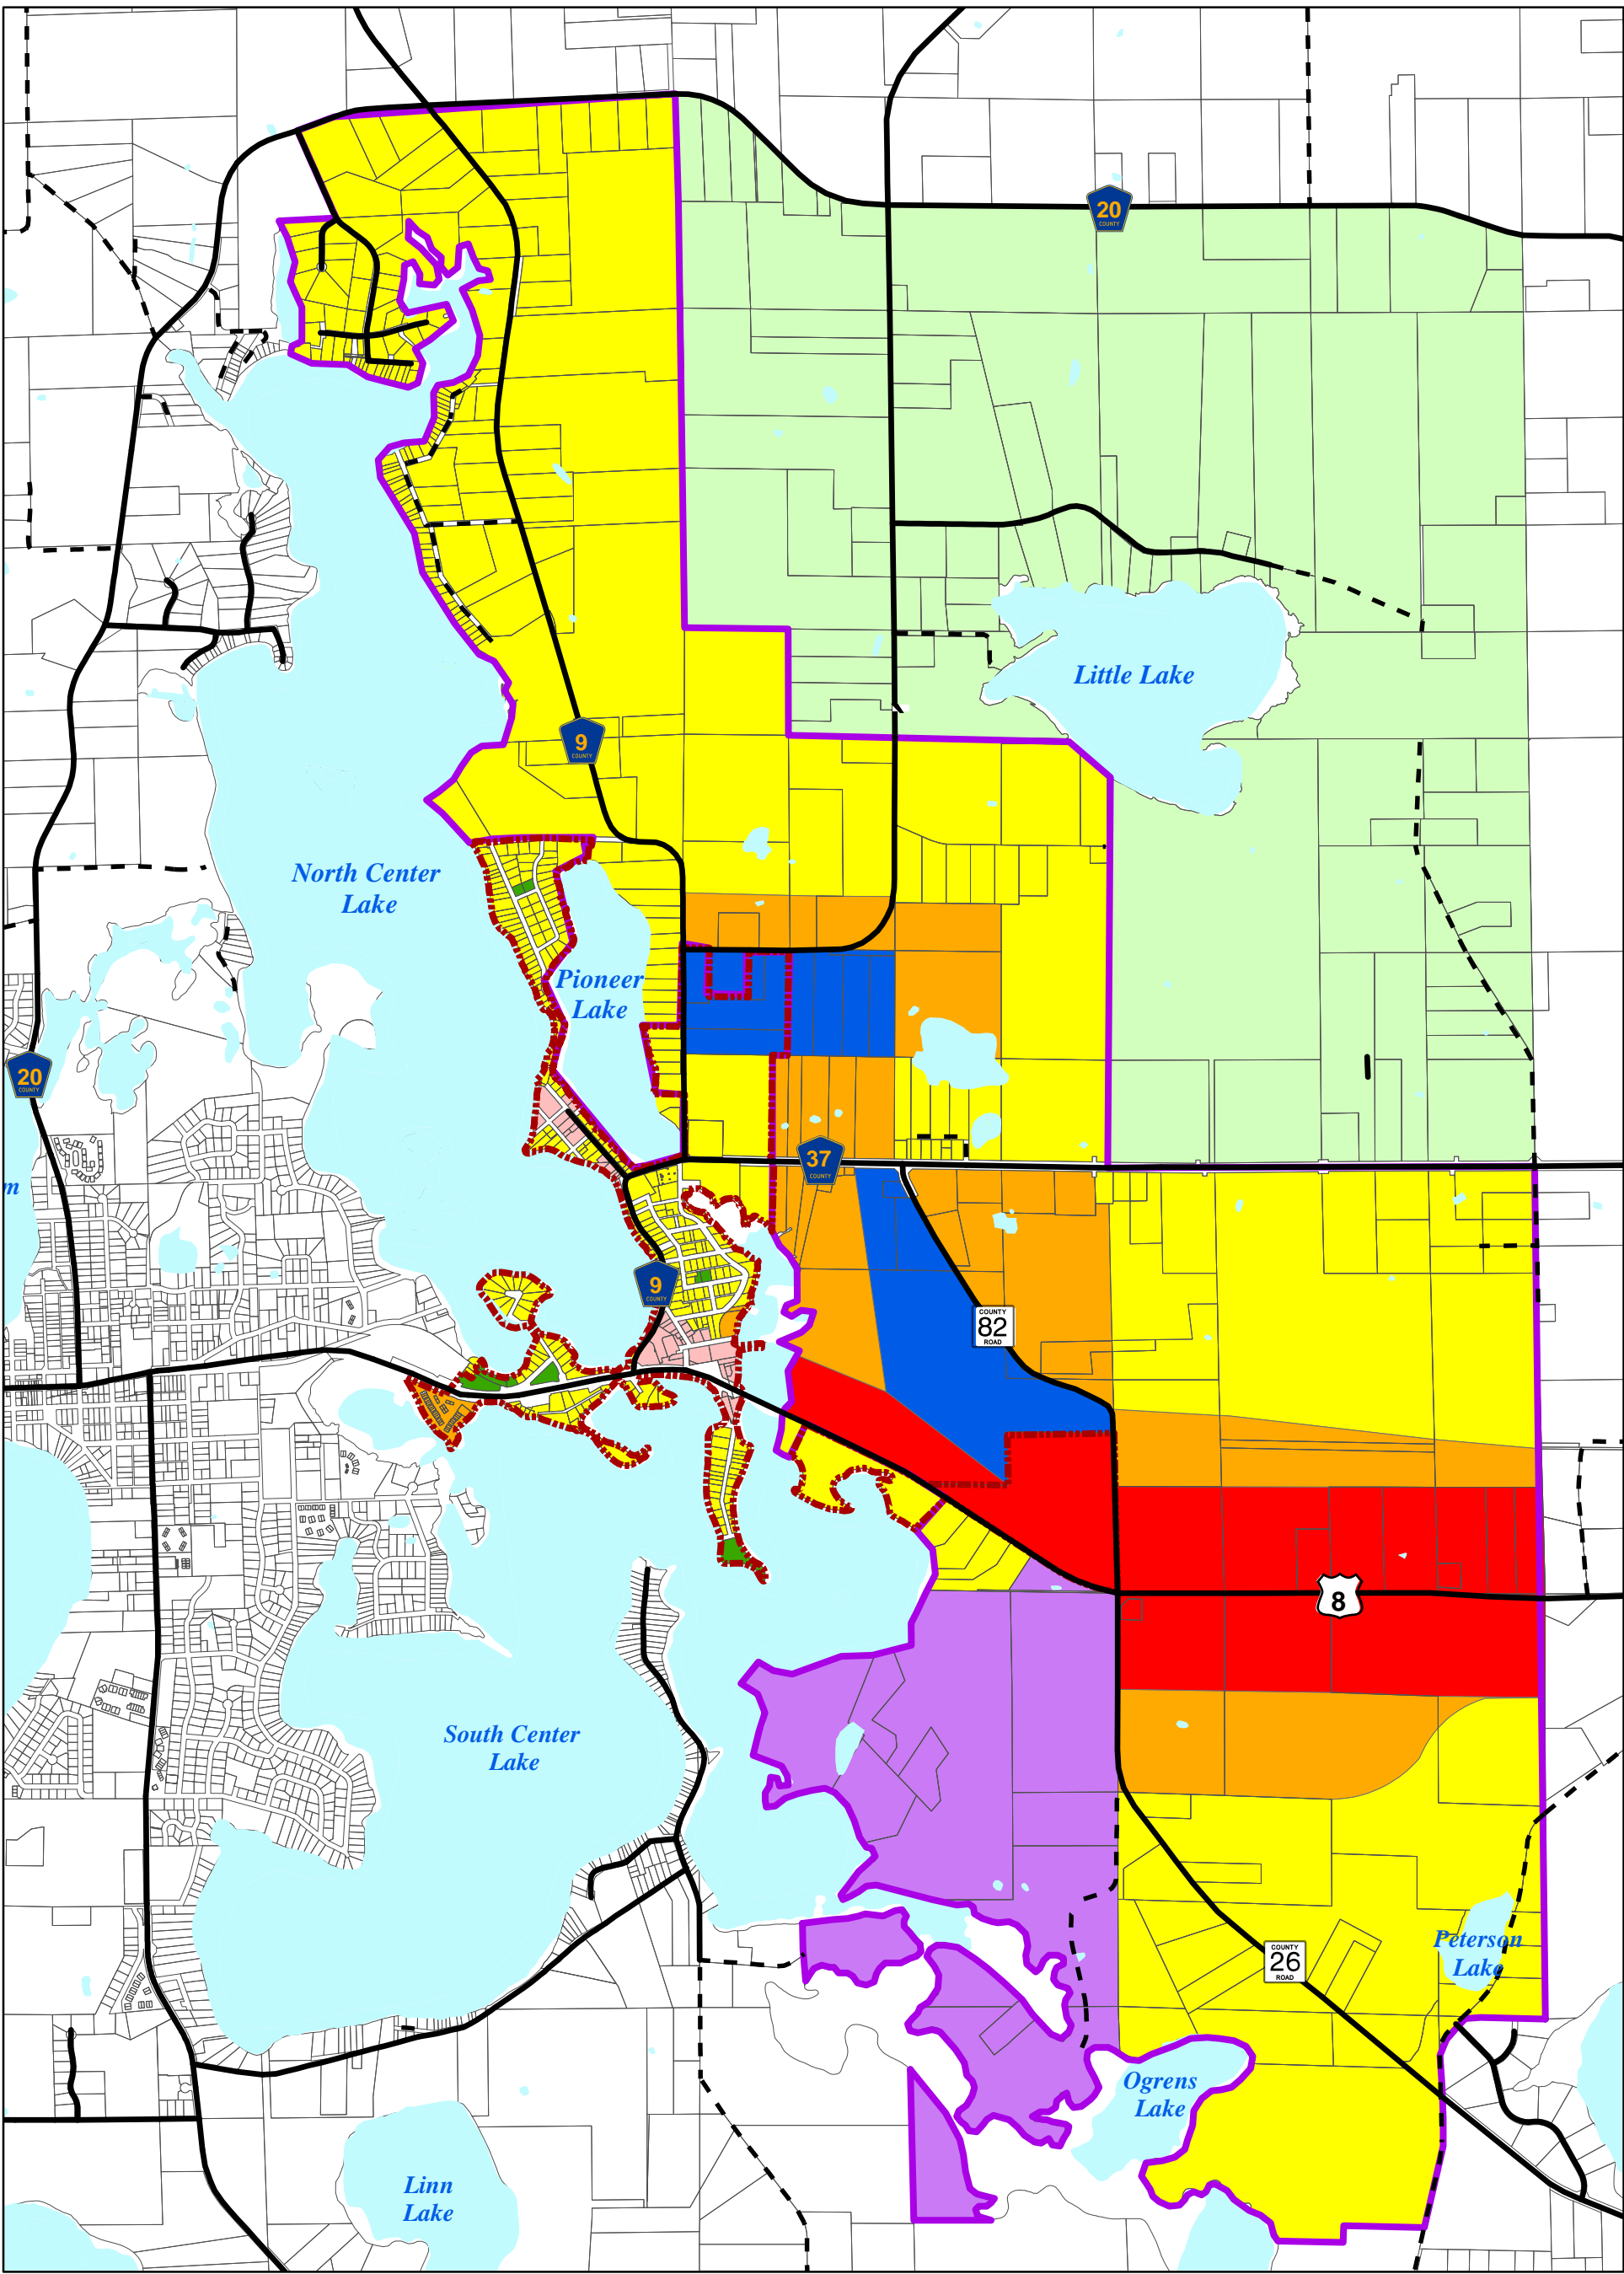 20
COUNTY
Little Lake
9
COUNTY
North Center
Lake
Pioneer
Lake
20
COUNTY
37
COUNTY
m
9
COUNTY
COUNTY
82
ROAD
8
South Center
Lake
Peterson
Lake
COUNTY
26
ROAD
Ogrens
Lake
Linn
Lake